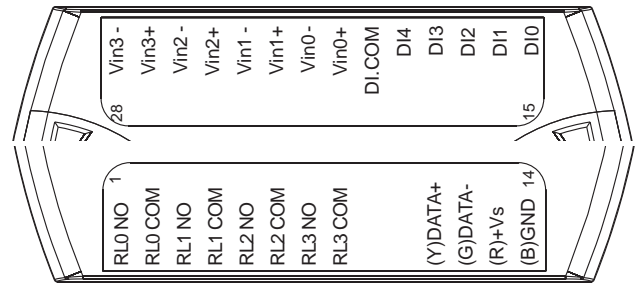 Vin3 -
Vin3+
Vin2 -
Vin2+
Vin1 -
Vin1+
Vin0 -
Vin0+
DI.COM
DI4
DI3
DI2
DI1
DI0
28
15
1
14
RL0 NO
RL0 COM
RL1 NO
RL1 COM
RL2 NO
RL2 COM
RL3 NO
RL3 COM
(Y)DATA+
(G)DATA-
(R)+Vs
(B)GND